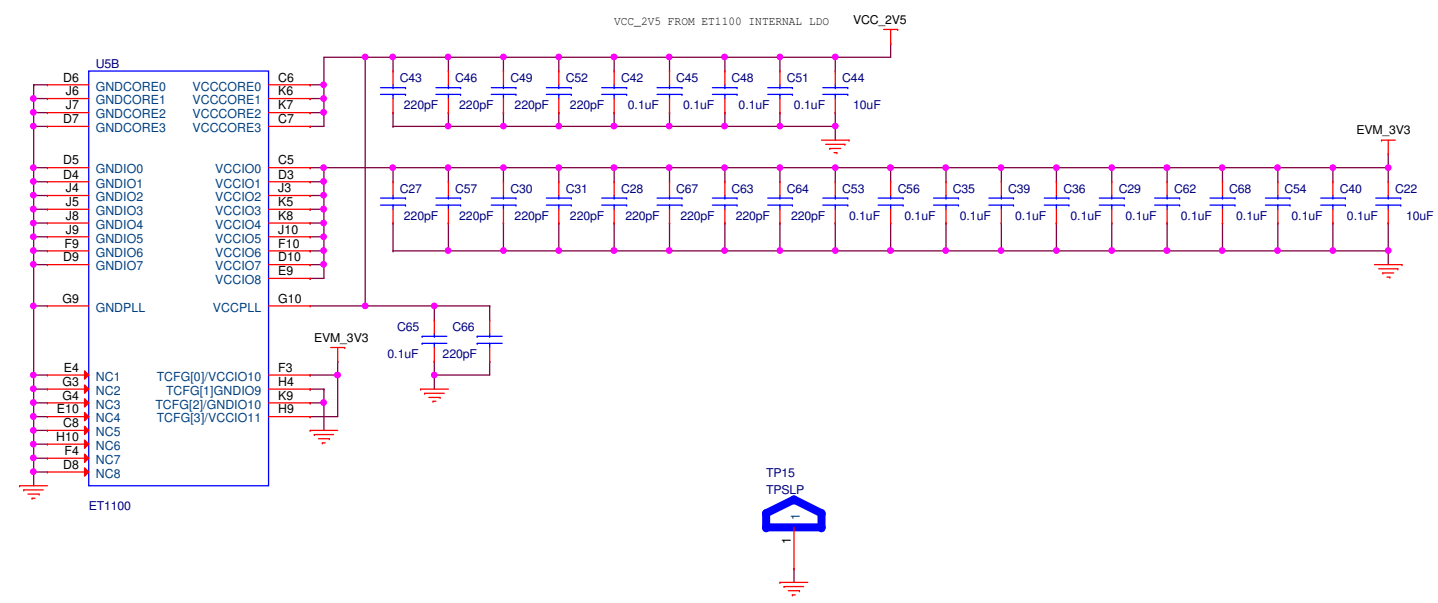 VCC_2V5 FROM ET1100 INTERNAL LDO
VCC_2V5
U5B
D6 GNDCORE0 VCCCORE0 C6
J6 GNDCORE1 VCCCORE1 K6
J7 GNDCORE2 VCCCORE2 K7
D7 GNDCORE3 VCCCORE3 C7
C43 C46 C49 C52 C42 C45 C48 C51 C44
220pF 220pF 220pF 220pF 0.1uF 0.1uF 0.1uF 0.1uF 10uF
EVM_3V3
D5 GNDIO0 VCCIO0 C5
D4 GNDIO1 VCCIO1 D3
J4 GNDIO2 VCCIO2 J3
J5 GNDIO3 VCCIO3 K5
J8 GNDIO4 VCCIO4 K8
J9 GNDIO5 VCCIO5 J10
F9 GNDIO6 VCCIO6 F10
D9 GNDIO7 VCCIO7 D10
VCCIO8 E9
C27 C57 C30 C31 C28 C67 C63 C64 C53 C56 C35 C39 C36 C29 C62 C68 C54 C40 C22
220pF 220pF 220pF 220pF 220pF 220pF 220pF 220pF 0.1uF 0.1uF 0.1uF 0.1uF 0.1uF 0.1uF 0.1uF 0.1uF 0.1uF 0.1uF 10uF
G9 GNDPLL VCCPLL G10
C65 C66
0.1uF 220pF
EVM_3V3
E4 NC1 TCFG[0]/VCCIO10 F3
G3 NC2 TCFG[1]GNDIO9 H4
G4 NC3 TCFG[2]/GNDIO10 K9
E10 NC4 TCFG[3]/VCCIO11 H9
C8 NC5
H10 NC6
F4 NC7
D8 NC8
ET1100
TP15
TPSLP
1
1